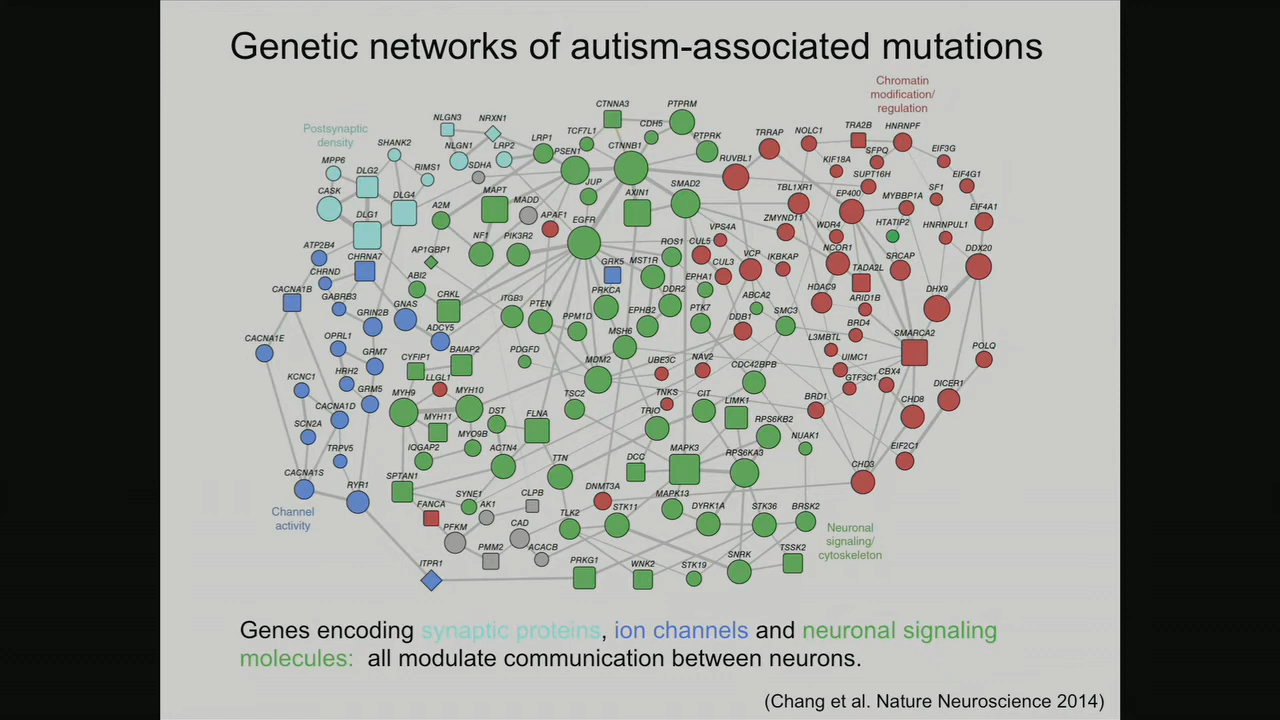 Genetic networks of autism-associated mutations
Chromatin
modification/
regulation
Postsynaptic
density
CTNNA3
PTPRM
NLGN3
NRXN1
TCF7L1
CDH5
SHANK2
LRP1
PTPRK
TRRAP
NOLC1
TRA2B
HNRNPF
NLGN1
LRP2
PSEN1
CTNNB1
RUVBL1
SFPQ
EIF3G
MPP6
DLG2
RIMS1
SDHA
KIF18A
SUPT16H
EIF4G1
CASK
DLG4
MAPT
MADD
JUP
AXIN1
SMAD2
TBL1XR1
EP400
MYBBP1A
SF1
EIF4A1
DLG1
A2M
APAF1
EGFR
ZMYND11
WDR4
HTATIP2
HNRNPUL1
ATP2B4
NF1
PIK3R2
ROS1
CUL5
VPS4A
VCP
IKBKAP
NCOR1
SRCAP
DDX20
CHRNA7
AP1GBP1
GRK5
MST1R
CUL3
TADA2L
CHRND
ABI2
EPHA1
CACNA1B
GABRB3
GNAS
CRKL
ITGB3
PTEN
PRKCA
DDR2
ABCA2
HDAC9
ARID1B
DHX9
GRIN2B
PPM1D
EPHB2
PTK7
SMC3
ADCY5
MSH6
DDB1
BRD4
SMARCA2
CACNA1E
OPRL1
GRM7
CYFIP1
BAIAP2
PDGFD
MDM2
UBE3C
NAV2
CDC42BPB
L3MBTL
UIMC1
POLQ
KCNC1
HRH2
GRM5
LLGL1
MYH9
MYH10
TSC2
TNKS
CIT
LIMK1
GTF3C1
CBX4
DICER1
CACNA1D
MYH11
DST
FLNA
TRIO
RPS6KB2
BRD1
CHD8
SCN2A
MYO9B
NUAK1
TRPV5
IQGAP2
ACTN4
TTN
DCC
MAPK3
RPS6KA3
EIF2C1
CACNA1S
RYR1
SPTAN1
CHD3
SYNE1
CLPB
DNMT3A
MAPK13
FANCA
AK1
Channel
activity
PFKM
CAD
TLK2
STK11
DYRK1A
STK36
BRSK2
Neuronal
signaling/
cytoskeleton
PMM2
ACACB
ITPR1
PRKG1
WNK2
STK19
SNRK
TSSK2
Genes encoding synaptic proteins, ion channels and neuronal signaling
molecules: all modulate communication between neurons.
(Chang et al. Nature Neuroscience 2014)